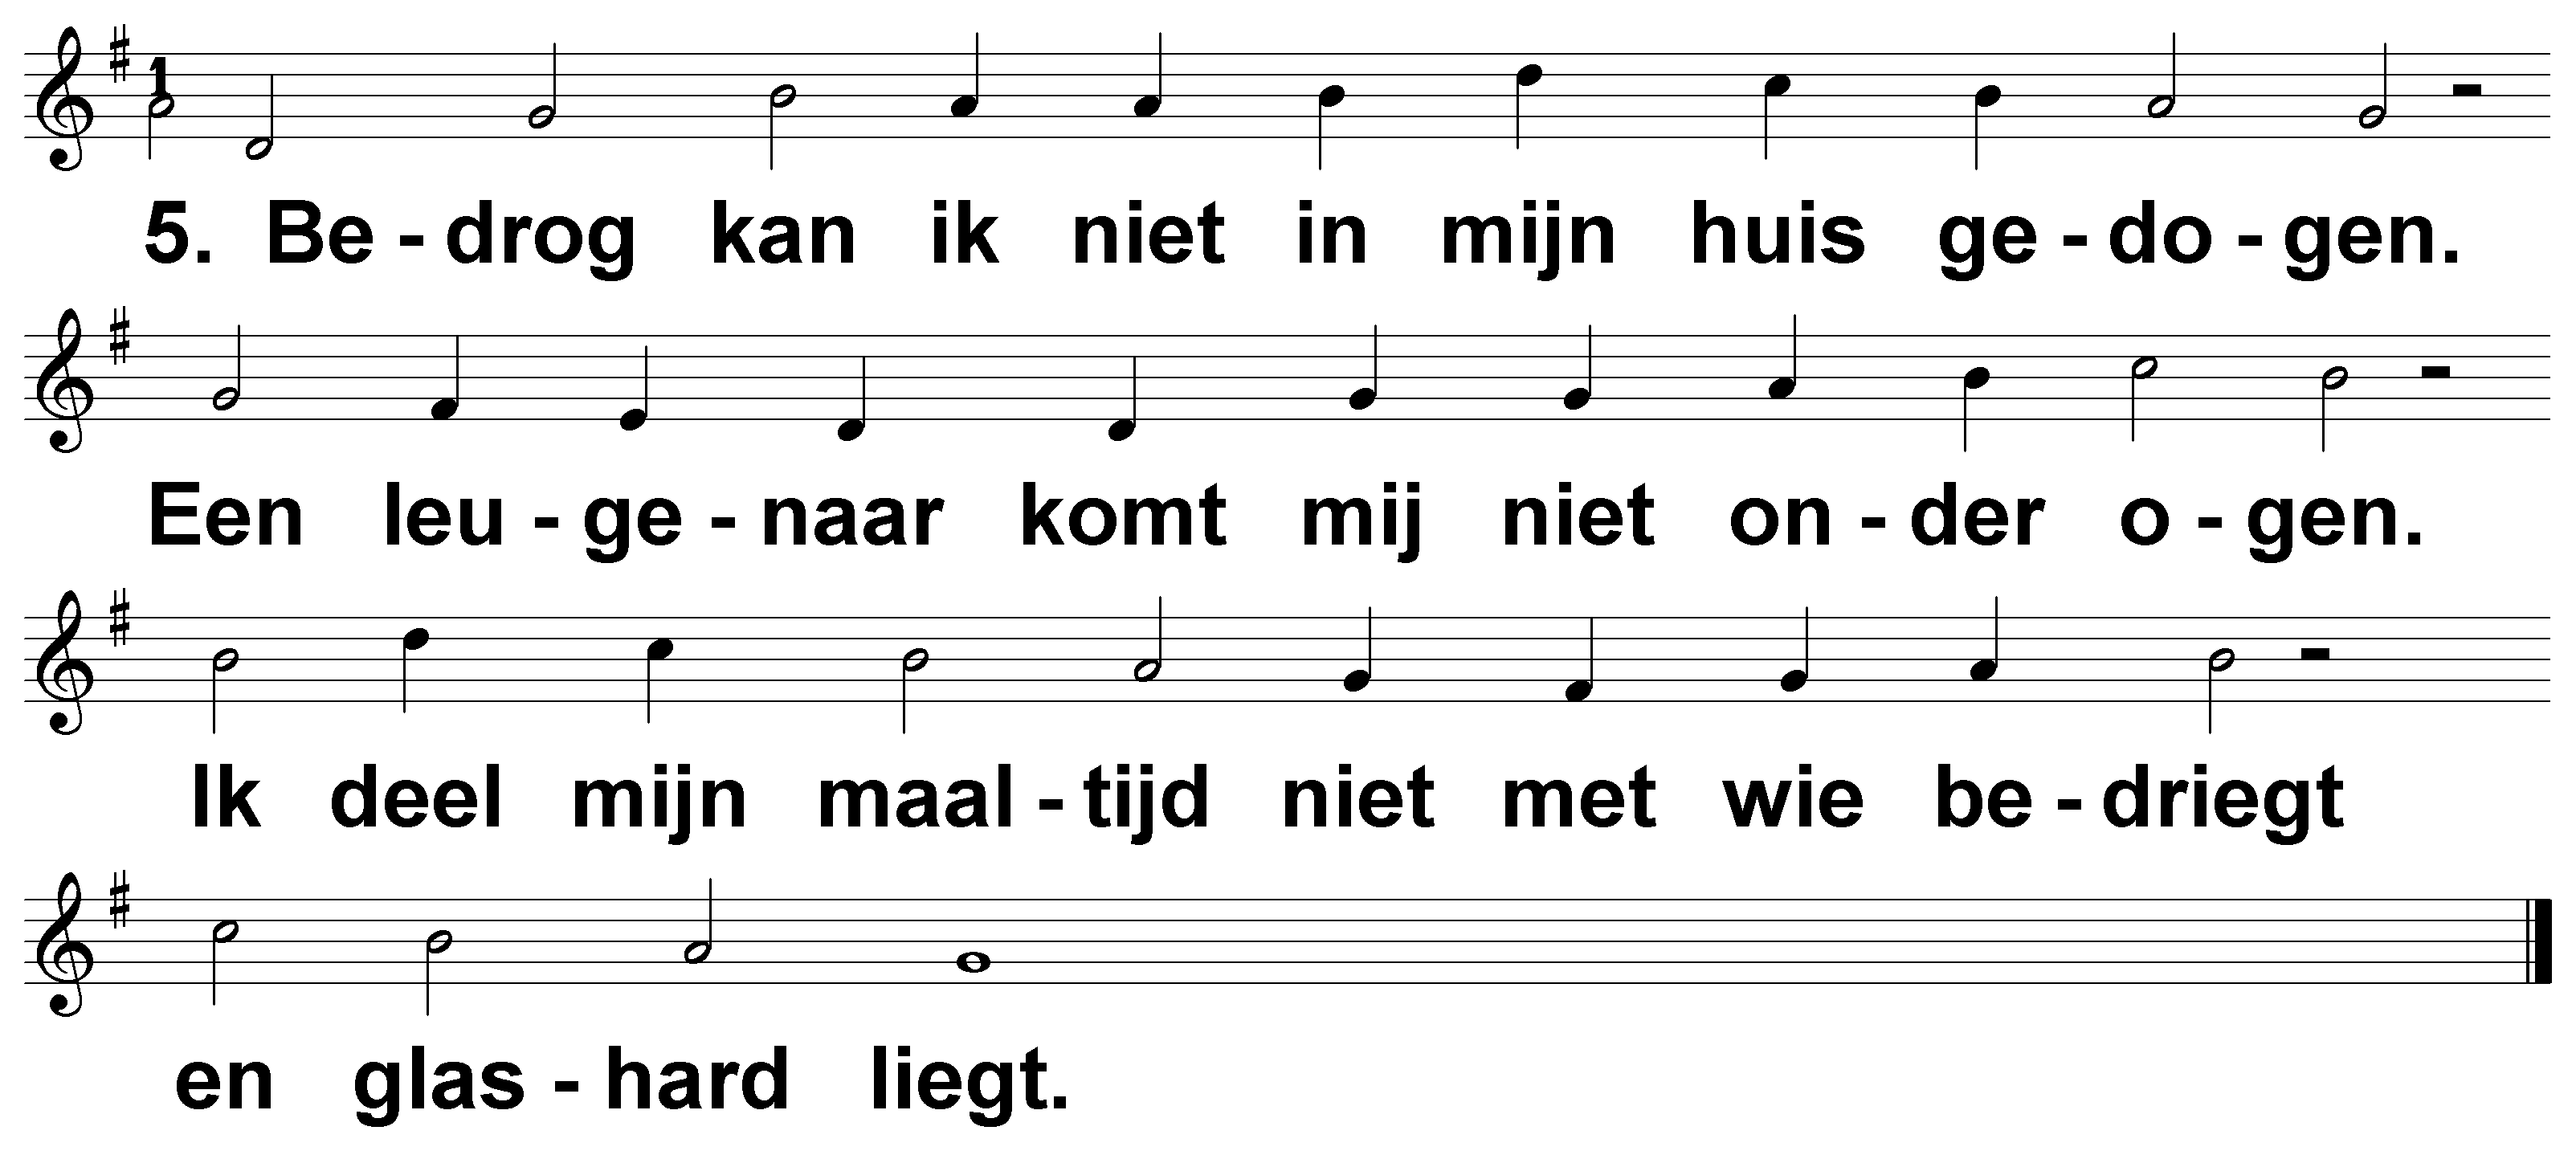 1
5. Be - drog kan ik niet in mijn huis ge - do - gen.
Een leu - ge - naar komt mij niet on - der o - gen.
Ik deel mijn maal - tijd niet met wie be - driegt
en glas - hard liegt.